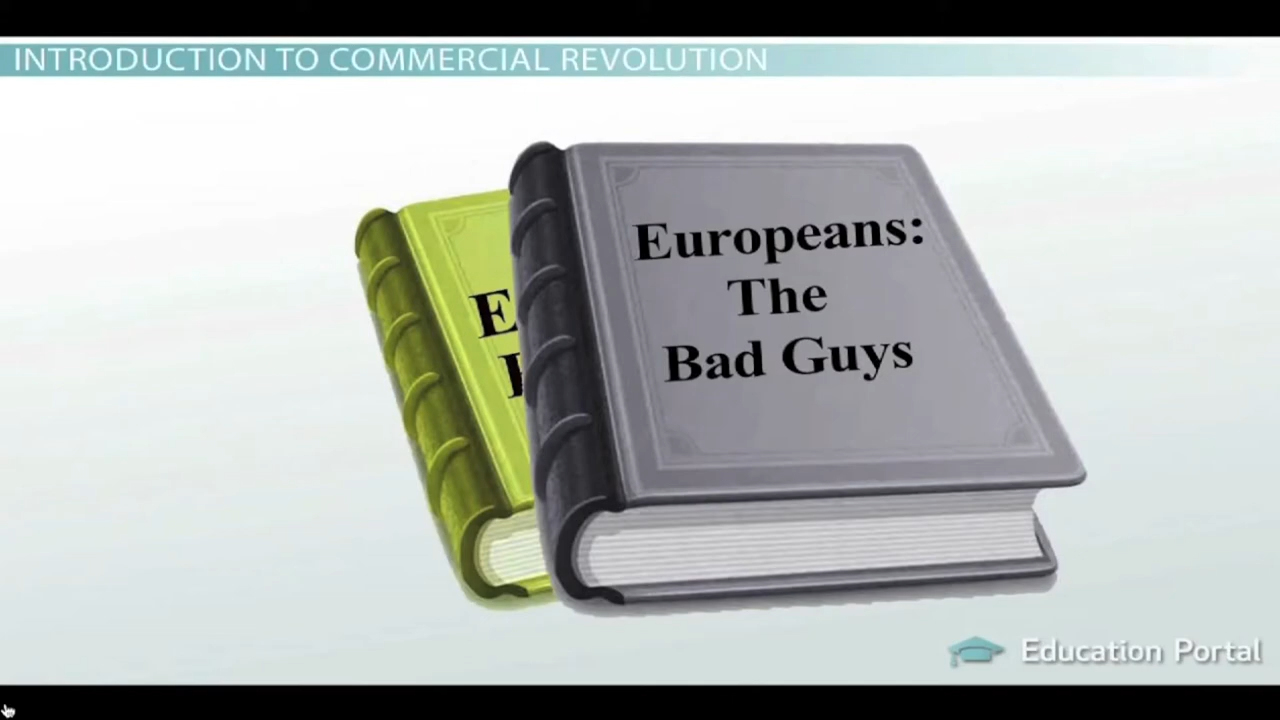 INTRODUCTION TO COMMERCIAL REVOLUTION
Europeans:
The
Bad Guys
Education Portal